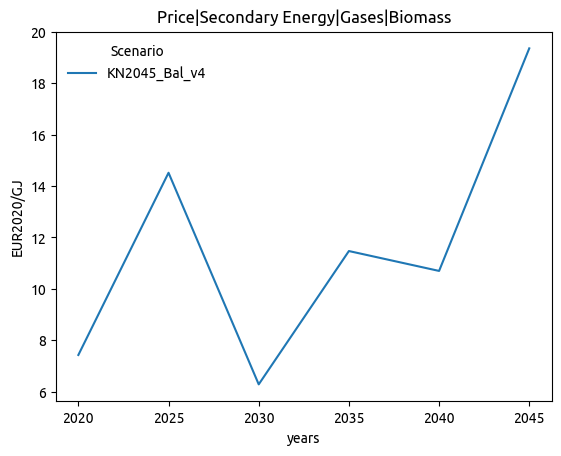 Price|Secondary Energy|Gases|Biomass
EUR2020/GJ
20
18
16
14
12
10
8
6
Scenario
KN2045_Bal_v4
2020 2025 2030 2035 2040 2045
years